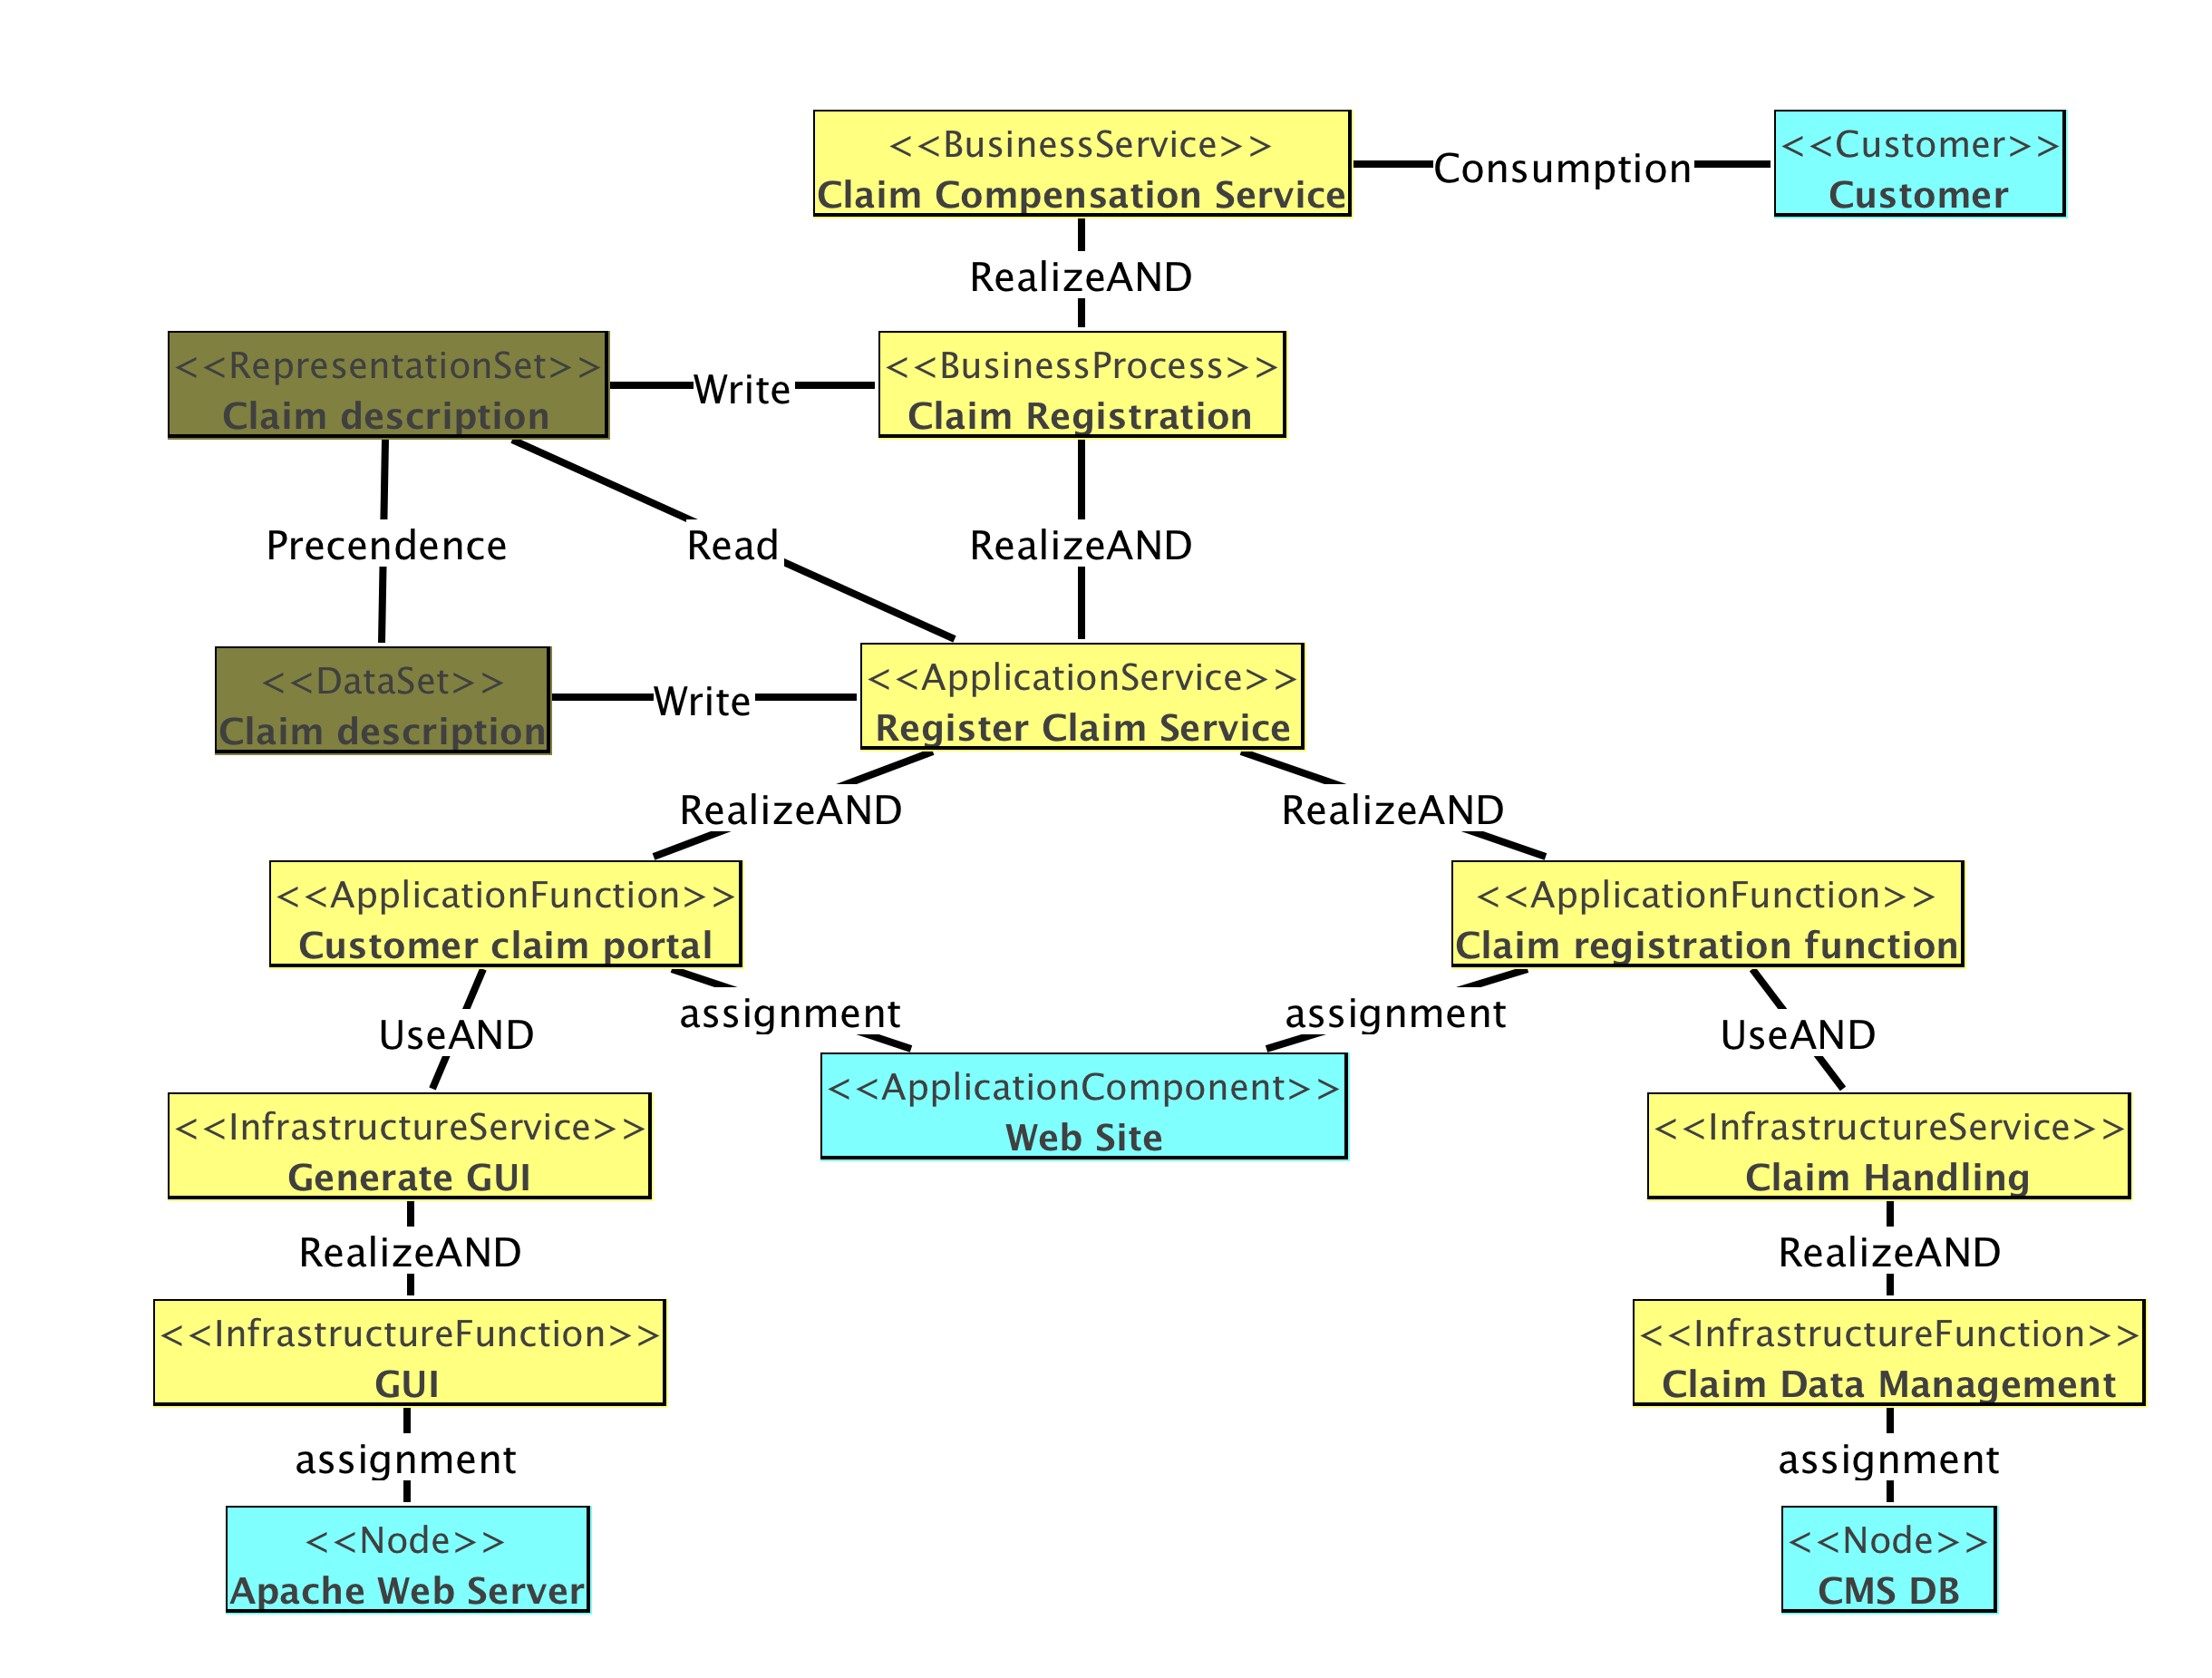 <<BusinessService>>
Claim Compensation Service
Consumption
<<Customer>>
Customer
RealizeAND
<<RepresentationSet>>
Claim description
Write
<<BusinessProcess>>
Claim Registration
Precendence
Read
RealizeAND
<<DataSet>>
Claim description
Write
<<ApplicationService>>
Register Claim Service
RealizeAND
RealizeAND
<<ApplicationFunction>>
Customer claim portal
<<ApplicationFunction>>
Claim registration function
UseAND
assignment
assignment
UseAND
<<ApplicationComponent>>
Web Site
<<InfrastructureService>>
Generate GUI
<<InfrastructureService>>
Claim Handling
RealizeAND
RealizeAND
<<InfrastructureFunction>>
GUI
<<InfrastructureFunction>>
Claim Data Management
assignment
assignment
<<Node>>
Apache Web Server
<<Node>>
CMS DB